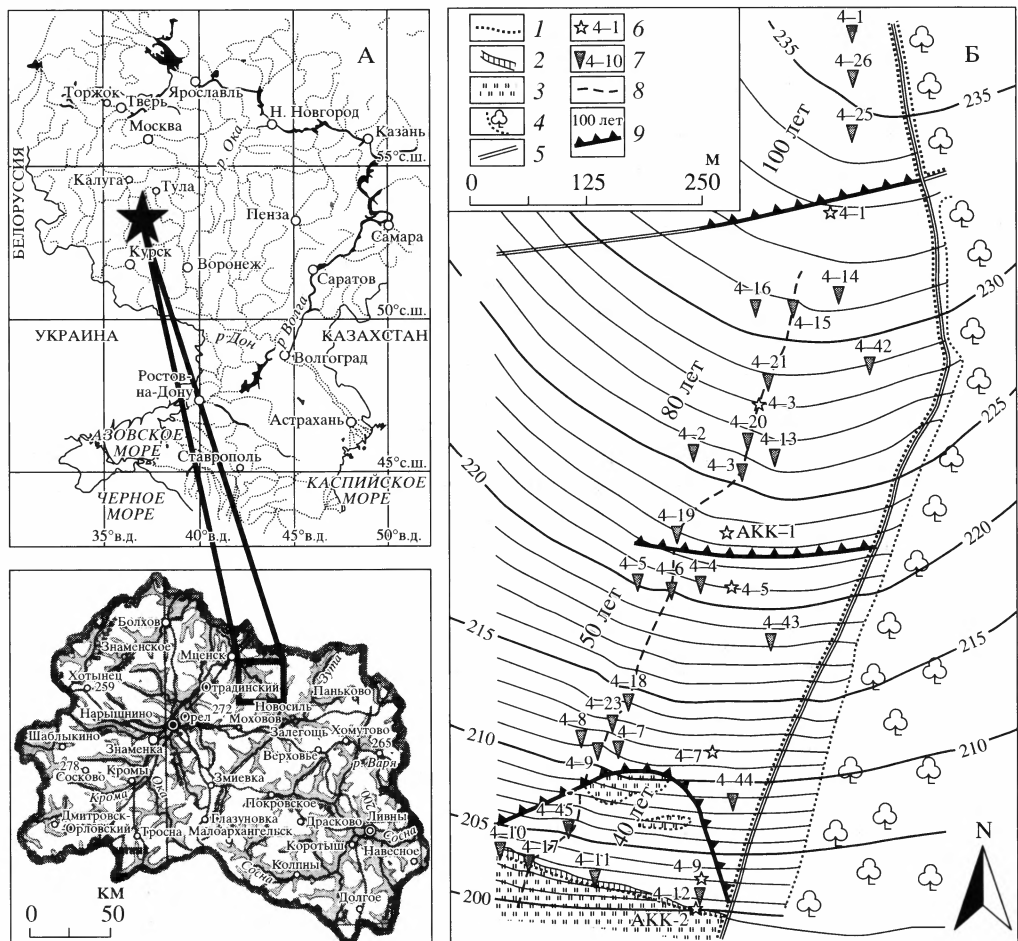 А
Торжок
Тверь
Ярославль
Москва
Н. Новгород
Казань
55°с.ш.
р. Ока
БЕЛОРУССИЯ
Калуга
Тула
Пенза
Самара
Курск
Воронеж
Саратов
50°с.ш.
УКРАИНА
КАЗАХСТАН
р. Дон
р. Волга
Волгоград
Ростов-
на-Дону
Астрахань
АЗОВСКОЕ
МОРЕ
Ставрополь
45°с.ш.
ЧЕРНОЕ
МОРЕ
КАСПИЙСКОЕ
МОРЕ
35°в.д.
40°в.д.
45°в.д.
50°в.д.
Болхов
Знаменское
Мценск
Зуша
Хотынец
259
Отрадинский
Паньково
Нарышкино
272
Новосиль
Орел
Моховов
Шаблыкино
Залегощь
Хомутово
265
Знаменка
Верховье
р. Варя
278
Сосково
Кромы
Змиевка
Крома
Ока
Покровское
Дмитровск-
Орловский
Глазуновка
Драсково
Ливны
Тросна
Малоархангельск
Коротыш
Сосна
Навесное
Колпны
Сосна
КМ
Долгое
0 50
Б
1
2
3
4
5
4–1 6
4–10 7
8
100 лет 9
м
0 125 250
235
4–1
4–26
235
4–25
100 лет
4–1
4–14
4–16
230
4–15
4–42
4–21
80 лет
4–3
225
4–20
4–2
4–13
4–3
220
4–19
АКК–1
220
4–5
4–6
4–4
4–5
50 лет
4–43
215
215
4–18
4–23
4–8
4–7
4–7
210
210
4–9
4–44
40 лет
4–45
205
4–10
4–17
4–11
4–9
4–12
200
АКК-2
N